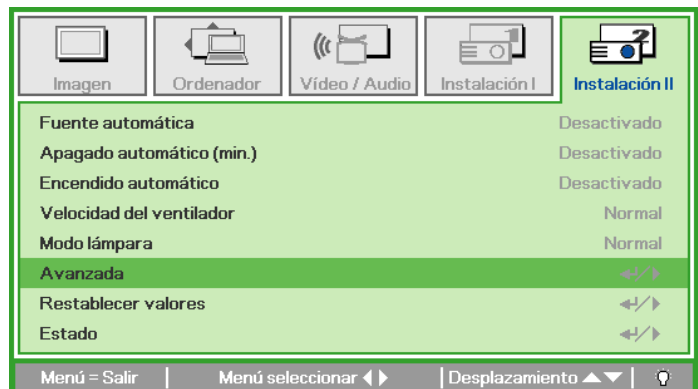 Imagen Ordenador Vídeo / Audio Instalación I Instalación II
Fuente automática Desactivado
Apagado automático (min.) Desactivado
Encendido automático Desactivado
Velocidad del ventilador Normal
Modo lámpara Normal
Avanzada
Restablecer valores
Estado
Menú = Salir Menú seleccionar Desplazamiento